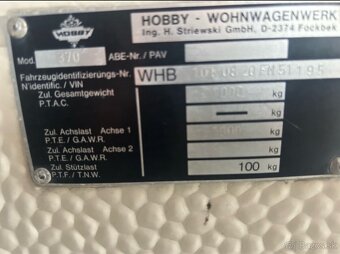 HOBBY
HOBBY - WOHNWAGENWERK
Ing. H. Striewski GmbH, D-2374 Fockbek
Mod. 370 ABE-Nr./ PAV
Fahrzeugidentifizierungs-Nr.
N'identific. / VIN
WHB
Zul. Gesamtgewicht kg
P.T.A.C.
kg
Zul. Achslast Achse 1 kg
P.T.R. / G.A.W.R.
Zul. Achslast Achse 2 kg
P.T.R. / G.A.W.R.
Zul. Stützlast 100 kg
P.T.F. / T.N.W.